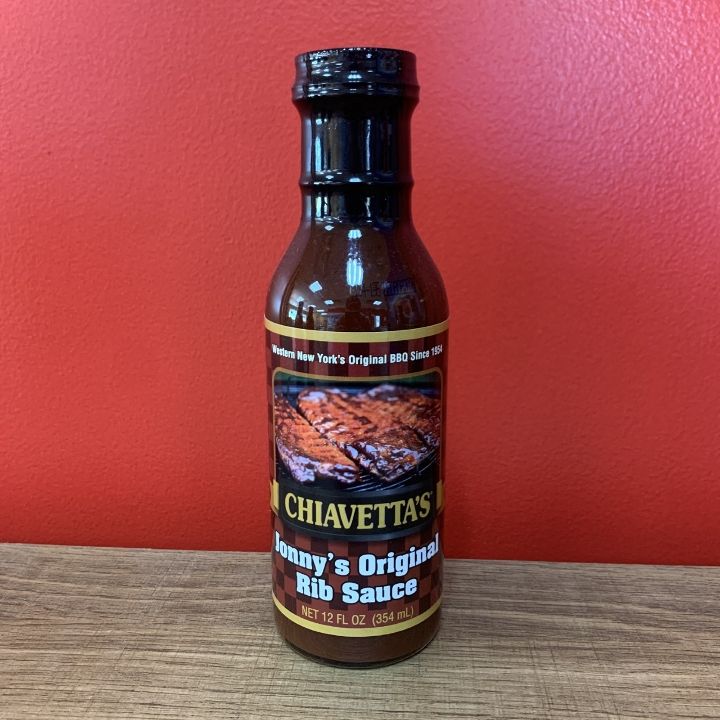 Western New York's Original BBQ Since 1954
CHIAVETTA'S
Jonny's Original
Rib Sauce
NET 12 FL OZ (354 mL)